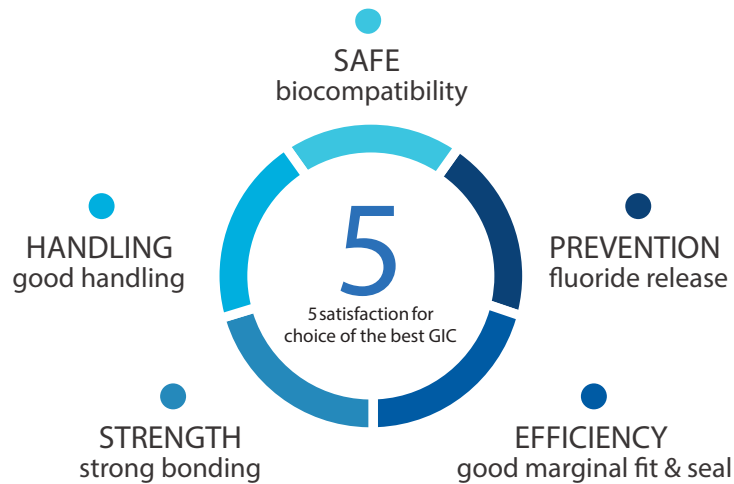 SAFE
biocompatibility
HANDLING
good handling
PREVENTION
fluoride release
5
5 satisfaction for
choice of the best GIC
STRENGTH
strong bonding
EFFICIENCY
good marginal fit & seal